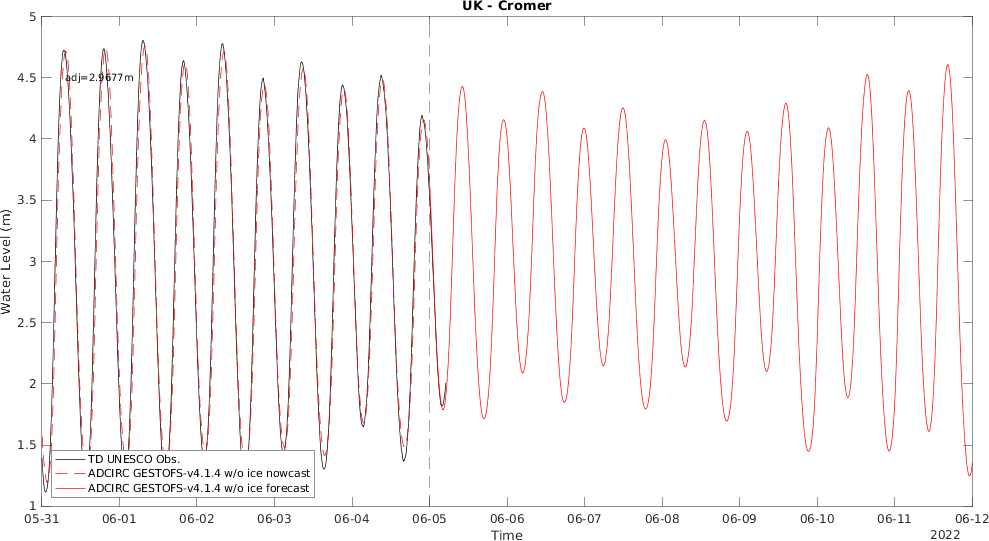 UK - Cromer
5
4.5
4
3.5
3
2.5
2
1.5
1
Water Level (m)
adj=2.9677m
TD UNESCO Obs.
ADCIRC GESTOFS-v4.1.4 w/o ice nowcast
ADCIRC GESTOFS-v4.1.4 w/o ice forecast
05-31 06-01 06-02 06-03 06-04 06-05 06-06 06-07 06-08 06-09 06-10 06-11 06-12
Time
2022